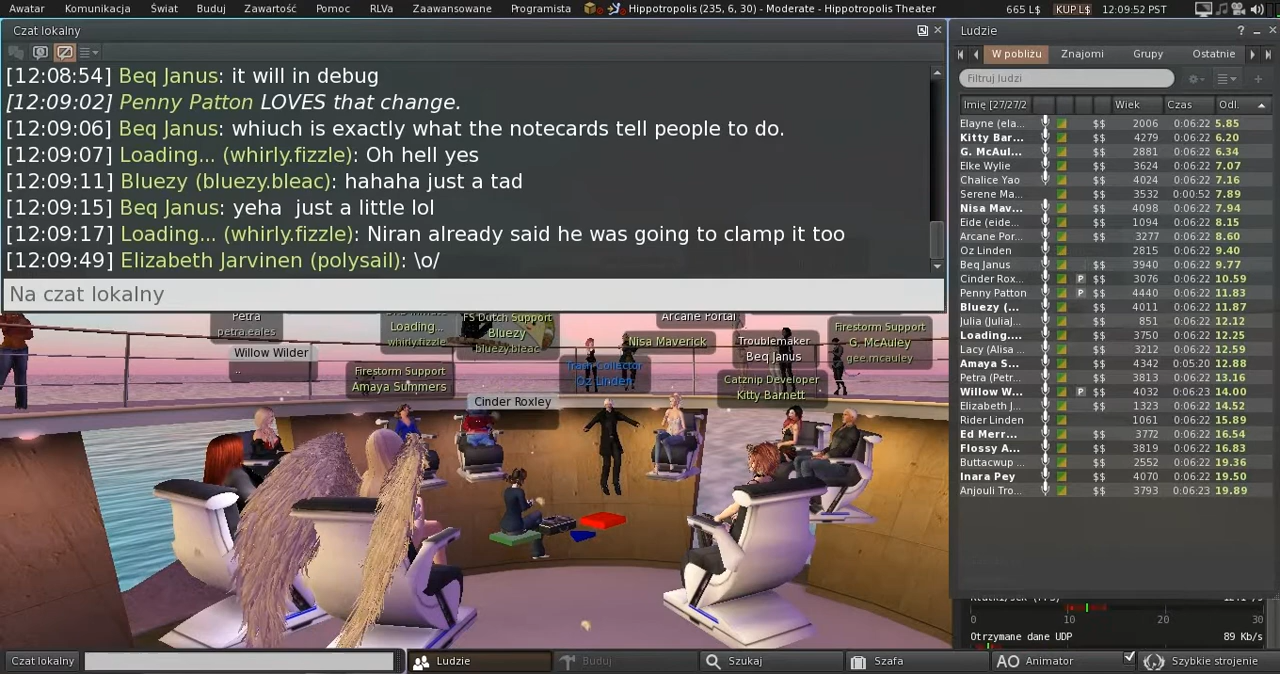 Awatar Komunikacja Świat Buduj Zawartość Pomoc RLVa Zaawansowane Programista Hippotropolis (235, 6, 30) - Moderate - Hippotropolis Theater 665 L$ KUP L$ 12:09:52 PST
Czat lokalny
[12:08:54] Beq Janus: it will in debug
[12:09:02] Penny Patton LOVES that change.
[12:09:06] Beq Janus: whiuch is exactly what the notecards tell people to do.
[12:09:07] Loading... (whirly.fizzle): Oh hell yes
[12:09:11] Bluezy (bluezy.bleac): hahaha just a tad
[12:09:15] Beq Janus: yeha  just a little lol
[12:09:17] Loading... (whirly.fizzle): Niran already said he was going to clamp it too
[12:09:49] Elizabeth Jarvinen (polysail): \o/
Na czat lokalny
Petra
petra.eales
Willow Wilder
..
Loading...
whirly.fizzle
FS Dutch Support
Bluezy
bluezy.bleac
Firestorm Support
Amaya Summers
Cinder Roxley
Trash Collector
Oz Linden
Nisa Maverick
Arcane Portal
Troublemaker
Beq Janus
Catznip Developer
Kitty Barnett
Firestorm Support
G. McAuley
gee.mcauley
Ludzie
W pobliżu Znajomi Grupy Ostatnie
Filtruj ludzi
Imię [27/27/2 Wiek Czas Odl.
Elayne (ela... $$ 2006 0:06:22 5.85
Kitty Bar... $$ 4279 0:06:22 6.20
G. McAul... $$ 2881 0:06:22 6.34
Elke Wylie $$ 3624 0:06:22 7.07
Chalice Yao $$ 4024 0:06:22 7.16
Serene Ma... $$ 3532 0:00:52 7.89
Nisa Mav... $$ 4098 0:06:22 7.94
Eide (eide... $$ 1094 0:06:22 8.15
Arcane Por... $$ 3277 0:06:22 8.60
Oz Linden 2815 0:06:22 9.40
Beq Janus $$ 3940 0:06:22 9.77
Cinder Rox... P $$ 3076 0:06:22 10.59
Penny Patton P $$ 4440 0:06:22 11.83
Bluezy (... $$ 4011 0:06:22 11.87
Julia (JuliaJ... $$ 851 0:06:22 12.12
Loading.... $$ 3750 0:06:22 12.25
Lacy (Alisa ... $$ 3212 0:06:22 12.59
Amaya S... $$ 4342 0:05:20 12.88
Petra (Petr... $$ 3813 0:06:22 13.16
Willow W... P $$ 4032 0:06:23 14.00
Elizabeth J... $$ 1323 0:06:22 14.52
Rider Linden 1061 0:06:22 15.89
Ed Merr... $$ 3772 0:06:22 16.54
Flossy A... $$ 3819 0:06:22 16.83
Buttacwup ... $$ 2552 0:06:22 19.36
Inara Pey $$ 4070 0:06:22 19.50
Anjouli Tro... $$ 3793 0:06:23 19.89
0 10 20 30
Otrzymane dane UDP 89 Kb/s
Czat lokalny Ludzie Buduj Szukaj Szafa AO Animator Szybkie strojenie